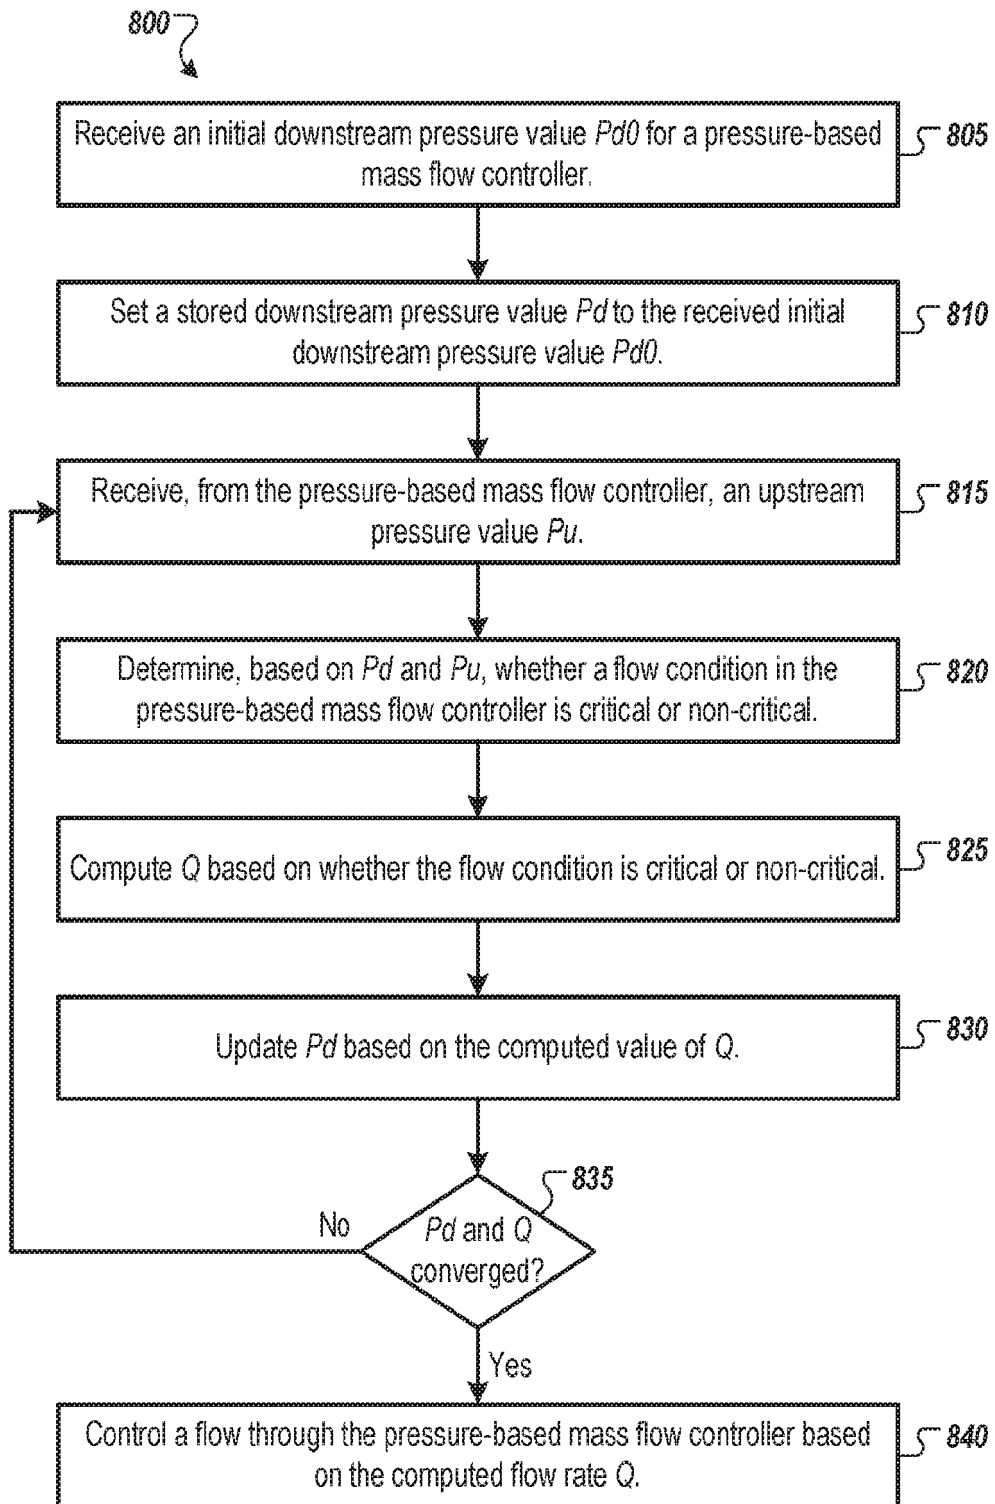 800
Receive an initial downstream pressure value Pd0 for a pressure-based
mass flow controller.
805
Set a stored downstream pressure value Pd to the received initial
downstream pressure value Pd0.
810
Receive, from the pressure-based mass flow controller, an upstream
pressure value Pu.
815
Determine, based on Pd and Pu, whether a flow condition in the
pressure-based mass flow controller is critical or non-critical.
820
Compute Q based on whether the flow condition is critical or non-critical.
825
Update Pd based on the computed value of Q.
830
835
Pd and Q
converged?
No
Yes
Control a flow through the pressure-based mass flow controller based
on the computed flow rate Q.
840